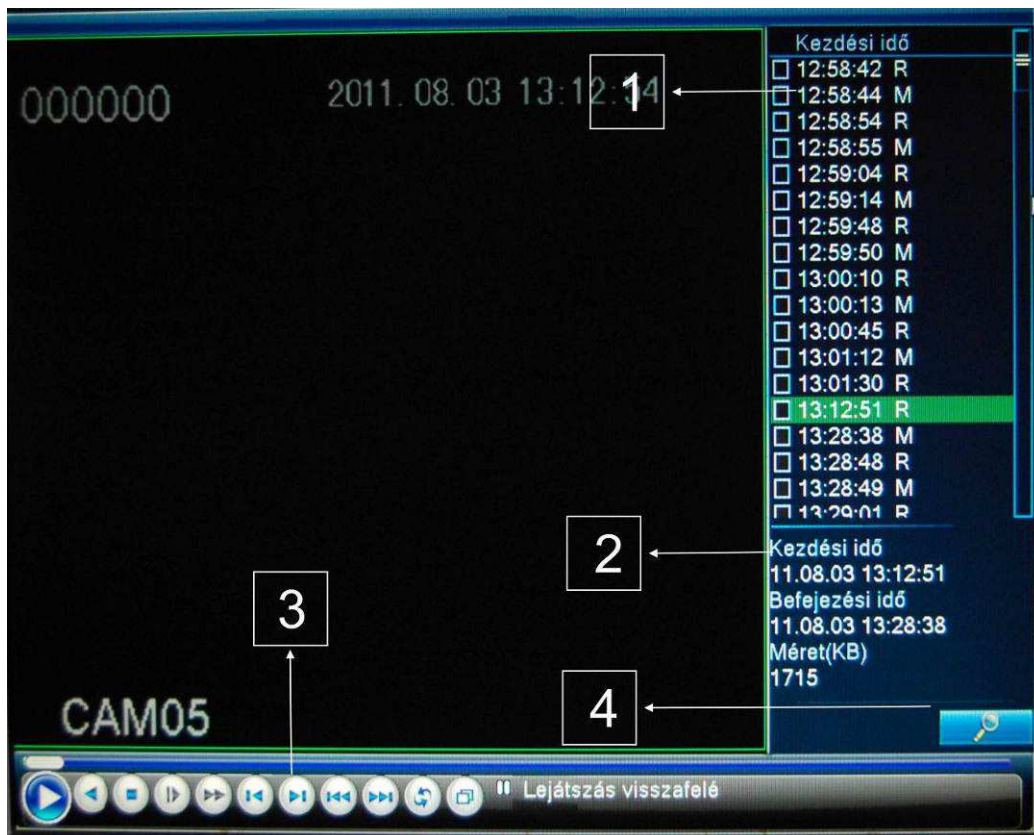 000000
2011. 08. 03 13:12:54
1
Kezdési idő
12:58:42 R
12:58:44 M
12:58:54 R
12:58:55 M
12:59:04 R
12:59:14 M
12:59:48 R
12:59:50 M
13:00:10 R
13:00:13 M
13:00:45 R
13:01:12 M
13:01:30 R
13:12:51 R
13:28:38 M
13:28:48 R
13:28:49 M
13:29:01 R
2
Kezdési idő
11.08.03 13:12:51
Befejezési idő
11.08.03 13:28:38
Méret(KB)
1715
3
4
CAM05
Lejátszás visszafelé